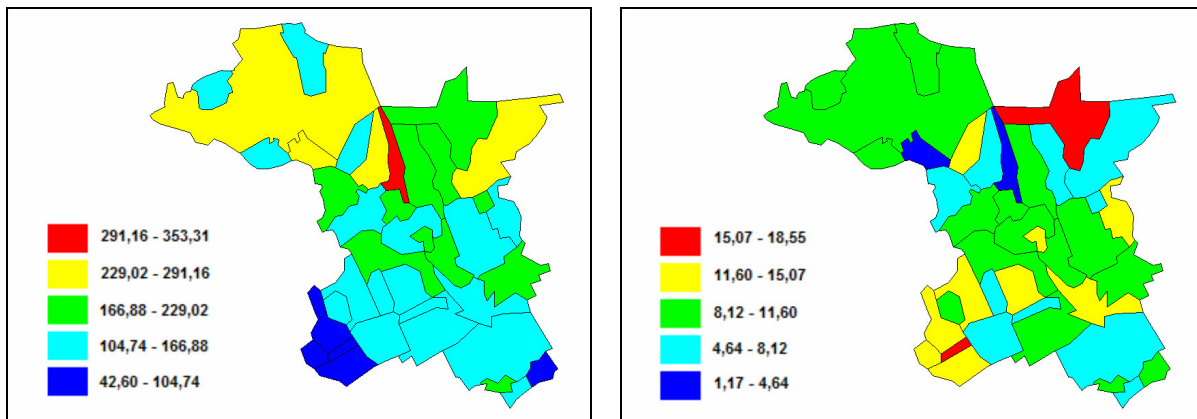 291,16 - 353,31
229,02 - 291,16
166,88 - 229,02
104,74 - 166,88
42,60 - 104,74
15,07 - 18,55
11,60 - 15,07
8,12 - 11,60
4,64 - 8,12
1,17 - 4,64